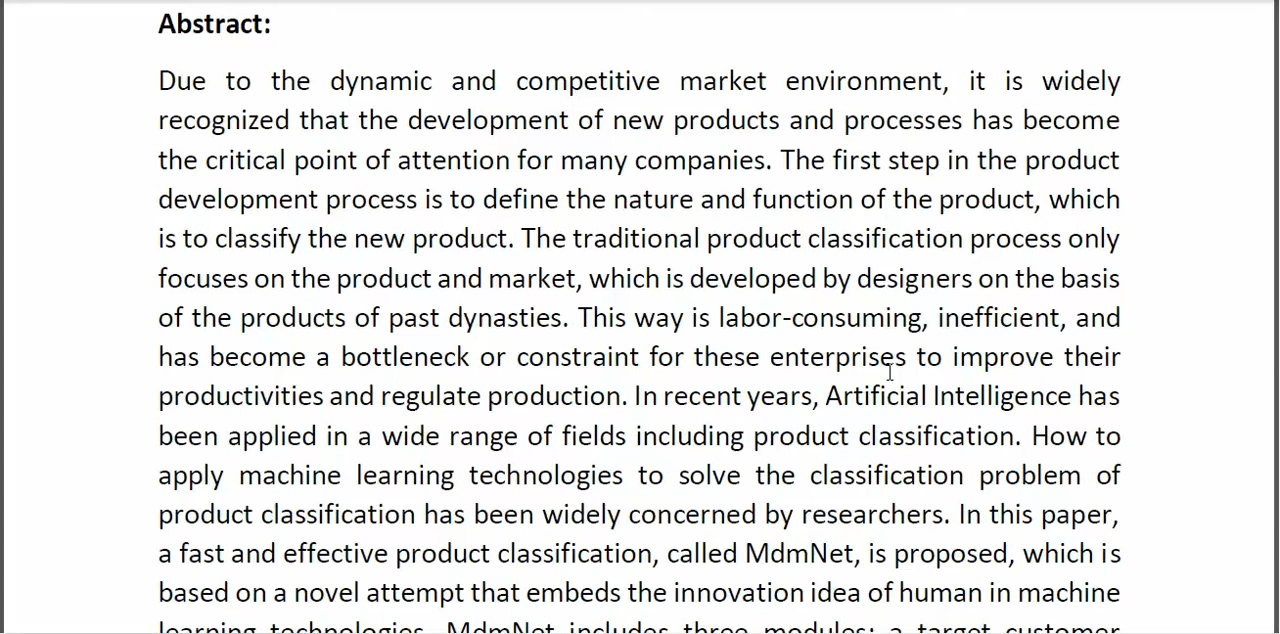 Abstract:
Due to the dynamic and competitive market environment, it is widely
recognized that the development of new products and processes has become
the critical point of attention for many companies. The first step in the product
development process is to define the nature and function of the product, which
is to classify the new product. The traditional product classification process only
focuses on the product and market, which is developed by designers on the basis
of the products of past dynasties. This way is labor-consuming, inefficient, and
has become a bottleneck or constraint for these enterprises to improve their
productivities and regulate production. In recent years, Artificial Intelligence has
been applied in a wide range of fields including product classification. How to
apply machine learning technologies to solve the classification problem of
product classification has been widely concerned by researchers. In this paper,
a fast and effective product classification, called MdmNet, is proposed, which is
based on a novel attempt that embeds the innovation idea of human in machine
learning technologies. MdmNet includes three modules: a target customer